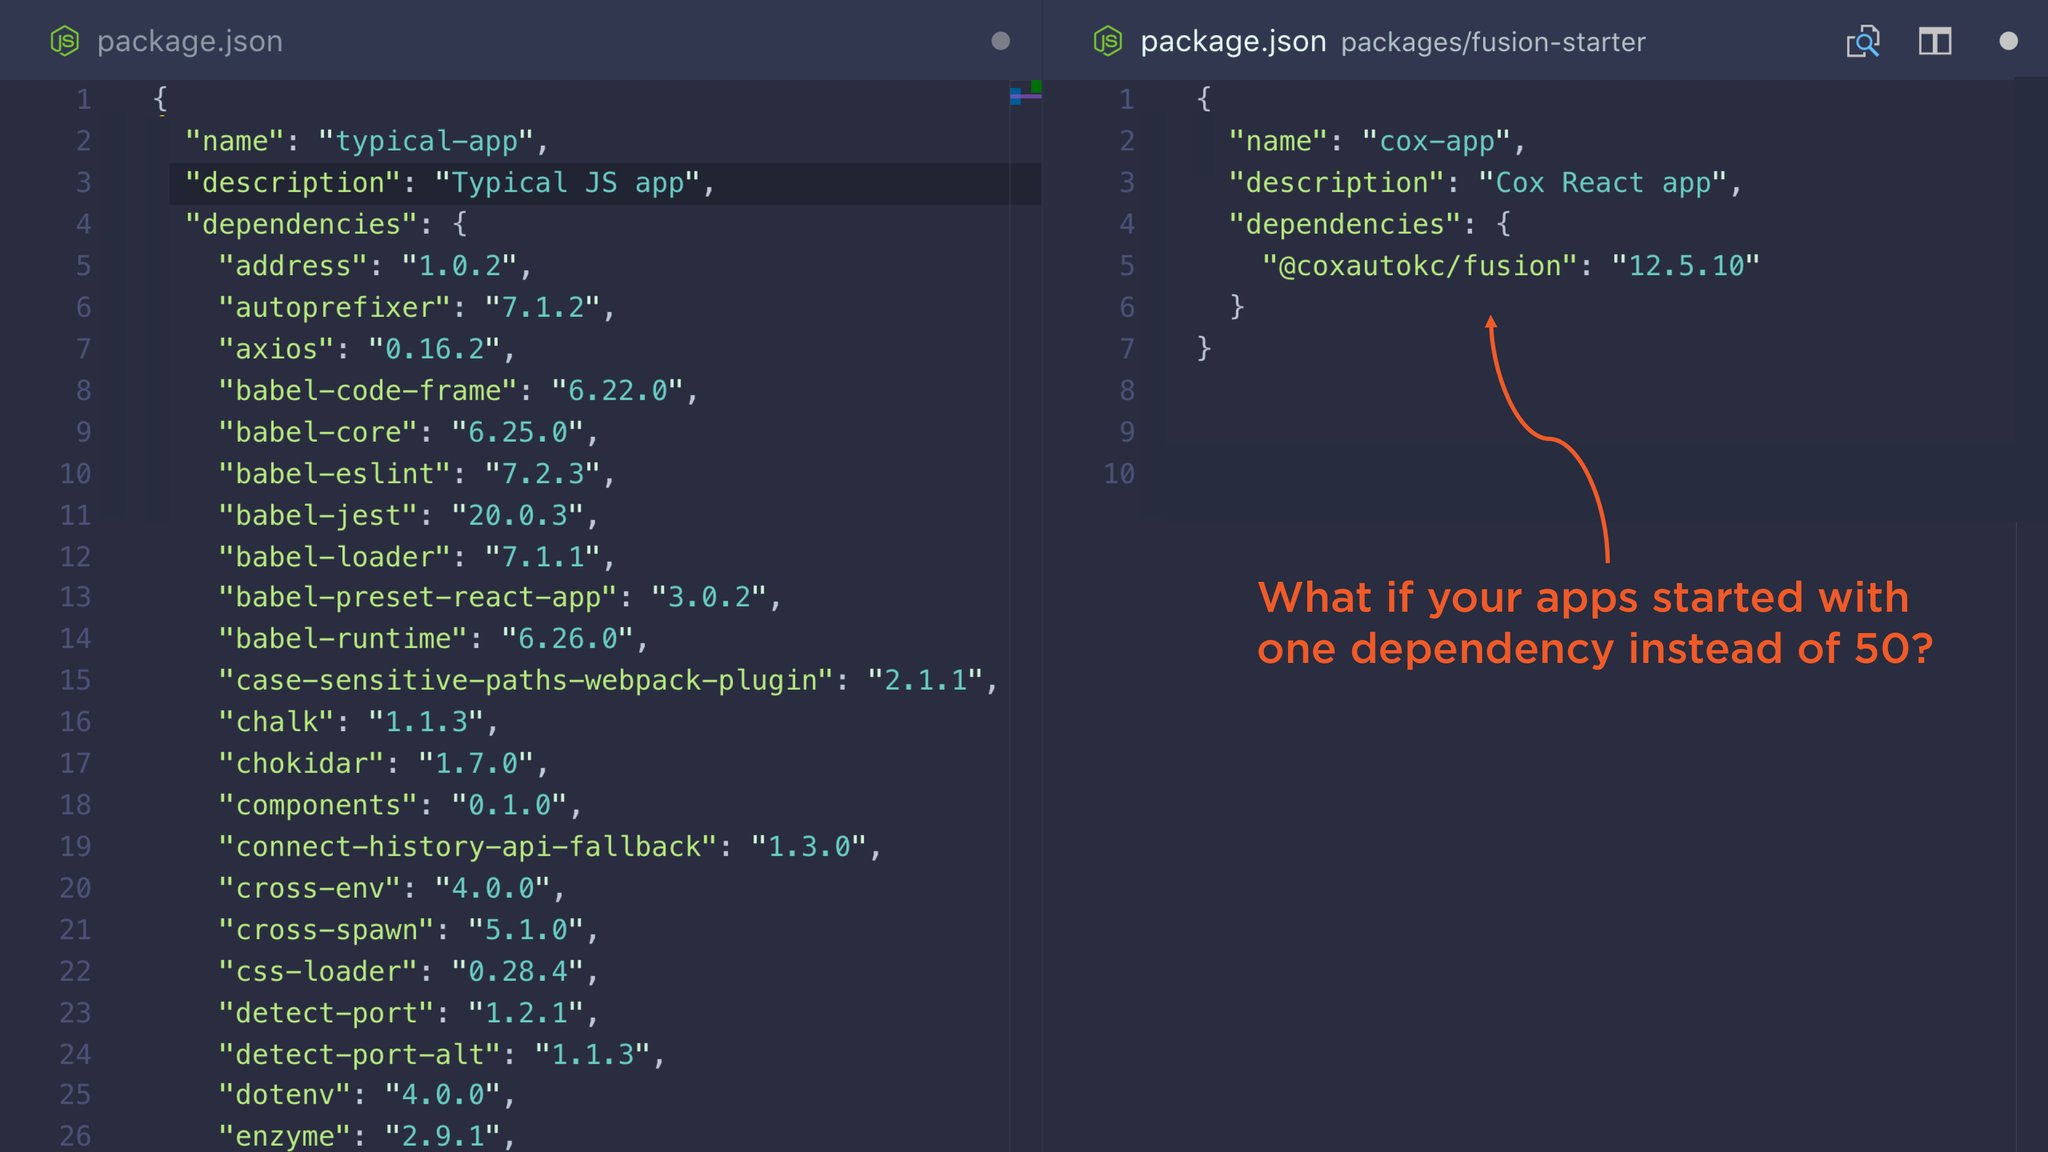 package.json
1 {
2 "name": "typical-app",
3 "description": "Typical JS app",
4 "dependencies": {
5 "address": "1.0.2",
6 "autoprefixer": "7.1.2",
7 "axios": "0.16.2",
8 "babel-code-frame": "6.22.0",
9 "babel-core": "6.25.0",
10 "babel-eslint": "7.2.3",
11 "babel-jest": "20.0.3",
12 "babel-loader": "7.1.1",
13 "babel-preset-react-app": "3.0.2",
14 "babel-runtime": "6.26.0",
15 "case-sensitive-paths-webpack-plugin": "2.1.1",
16 "chalk": "1.1.3",
17 "chokidar": "1.7.0",
18 "components": "0.1.0",
19 "connect-history-api-fallback": "1.3.0",
20 "cross-env": "4.0.0",
21 "cross-spawn": "5.1.0",
22 "css-loader": "0.28.4",
23 "detect-port": "1.2.1",
24 "detect-port-alt": "1.1.3",
25 "dotenv": "4.0.0",
26 "enzyme": "2.9.1",
package.json packages/fusion-starter
1 {
2 "name": "cox-app",
3 "description": "Cox React app",
4 "dependencies": {
5 "@coxautokc/fusion": "12.5.10"
6 }
7 }
8
9
10
What if your apps started with
one dependency instead of 50?